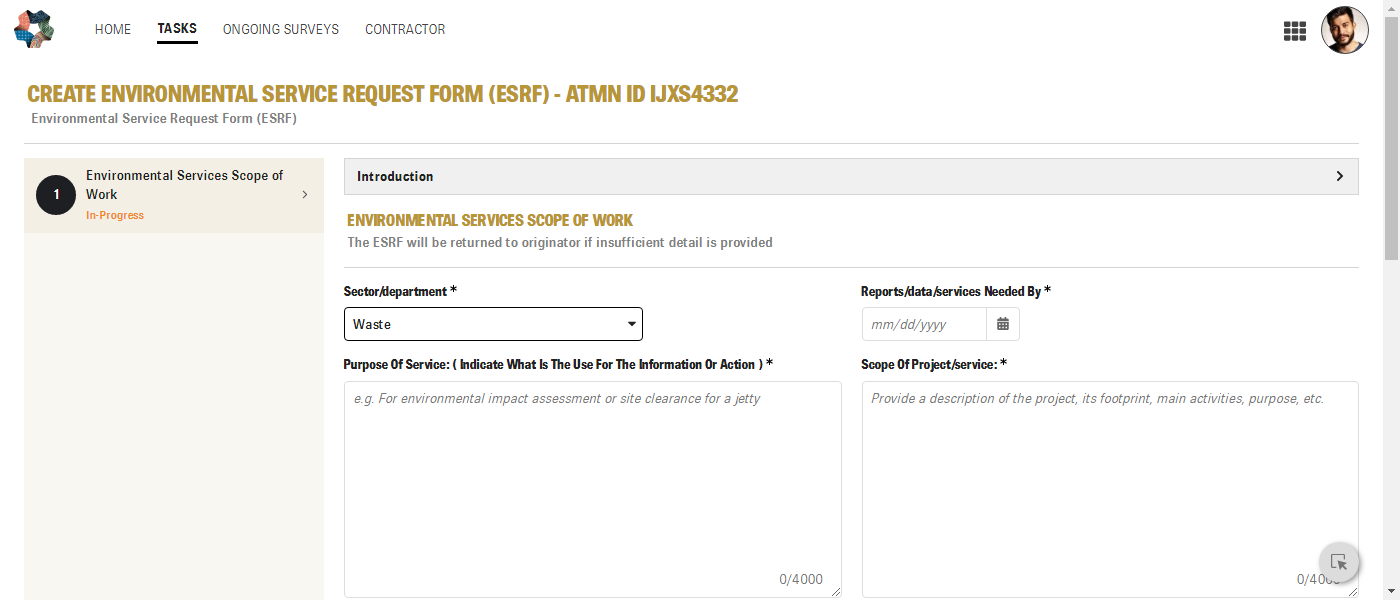 HOME TASKS ONGOING SURVEYS CONTRACTOR
CREATE ENVIRONMENTAL SERVICE REQUEST FORM (ESRF) - ATMN ID IJXS4332
Environmental Service Request Form (ESRF)
1
Environmental Services Scope of
Work
In-Progress
Introduction
ENVIRONMENTAL SERVICES SCOPE OF WORK
The ESRF will be returned to originator if insufficient detail is provided
Sector/department *
Waste
Reports/data/services Needed By *
mm/dd/yyyy
Purpose Of Service: ( Indicate What Is The Use For The Information Or Action ) *
e.g. For environmental impact assessment or site clearance for a jetty
0/4000
Scope Of Project/service: *
Provide a description of the project, its footprint, main activities, purpose, etc.